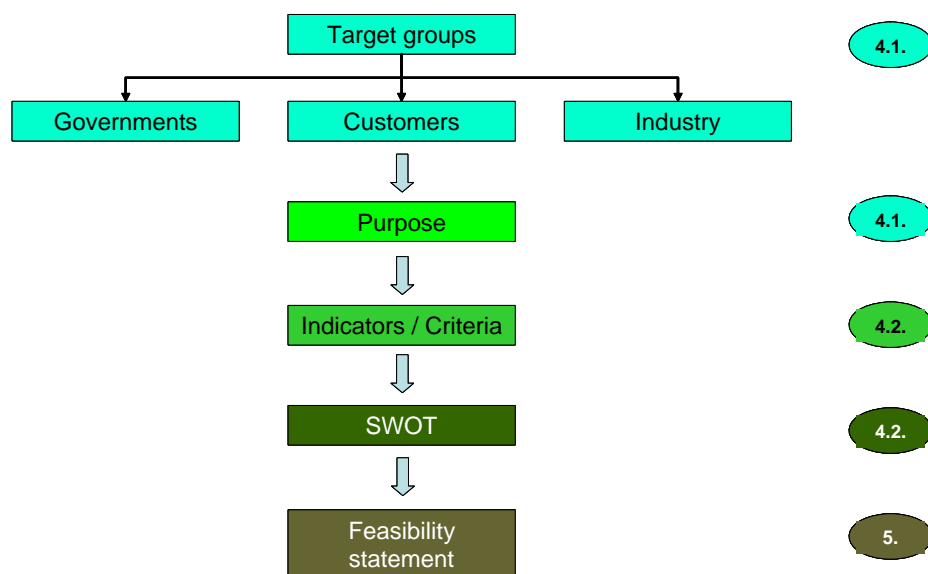 Target groups
4.1.
Governments
Customers
Industry
Purpose
4.1.
Indicators / Criteria
4.2.
SWOT
4.2.
Feasibility
statement
5.